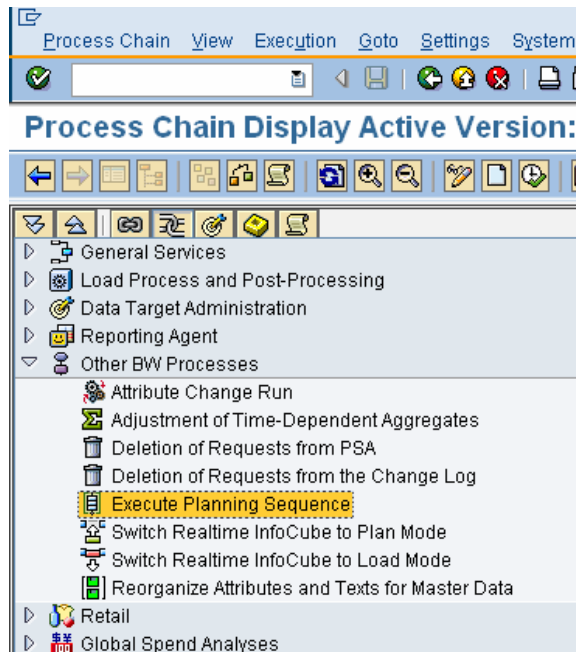 Process Chain View Execution Goto Settings System
Process Chain Display Active Version:
General Services
Load Process and Post-Processing
Data Target Administration
Reporting Agent
Other BW Processes
Attribute Change Run
Adjustment of Time-Dependent Aggregates
Deletion of Requests from PSA
Deletion of Requests from the Change Log
Execute Planning Sequence
Switch Realtime InfoCube to Plan Mode
Switch Realtime InfoCube to Load Mode
Reorganize Attributes and Texts for Master Data
Retail
Global Spend Analyses